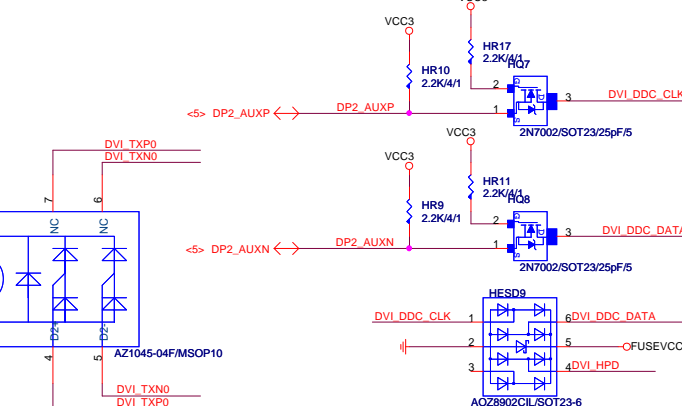 VCC3
HR17
2.2K/4/1
HQ7
HR10
2.2K/4/1
2
3
DVI_DDC_CLK
G
D
S
<5> DP2_AUXP
DP2_AUXP
1
2N7002/SOT23/25pF/5
VCC3
DVI_TXP0
DVI_TXN0
VCC3
7
6
HR11
2.2K/4/1
HQ8
HR9
2.2K/4/1
NC
NC
2
3
DVI_DDC_DATA
G
D
S
<5> DP2_AUXN
DP2_AUXN
1
2N7002/SOT23/25pF/5
HESD9
DVI_DDC_CLK
1
6
DVI_DDC_DATA
D2+
D2-
2
5
FUSEVCC
AZ1045-04F/MSOP10
4
5
3
4
DVI_HPD
DVI_TXN0
DVI_TXP0
AOZ8902CIL/SOT23-6